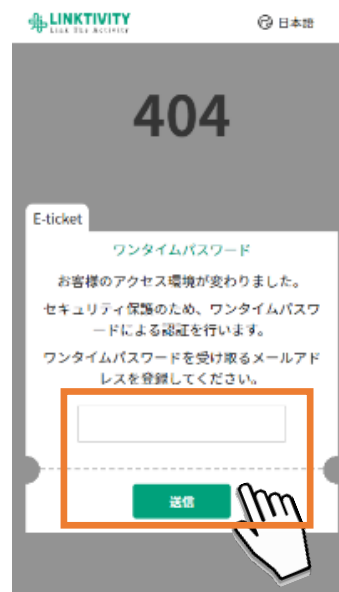 LINKTIVITY
Link The Activity
日本語
404
E-ticket
ワンタイムパスワード
お客様のアクセス環境が変わりました。
セキュリティ保護のため、ワンタイムパスワ
ードによる認証を行います。
ワンタイムパスワードを受け取るメールアド
レスを登録してください。
送信